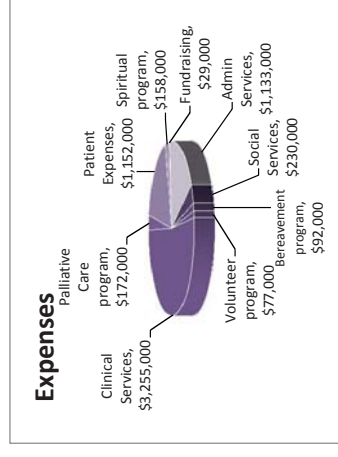 Expenses
Clinical
Services,
$3,255,000
Palliative
Care
program,
$172,000
Patient
Expenses,
$1,152,000
Spiritual
program,
$158,000
Fundraising,
$29,000
Admin
Services,
$1,133,000
Social
Services,
$230,000
Bereavement
program,
$92,000
Volunteer
program,
$77,000